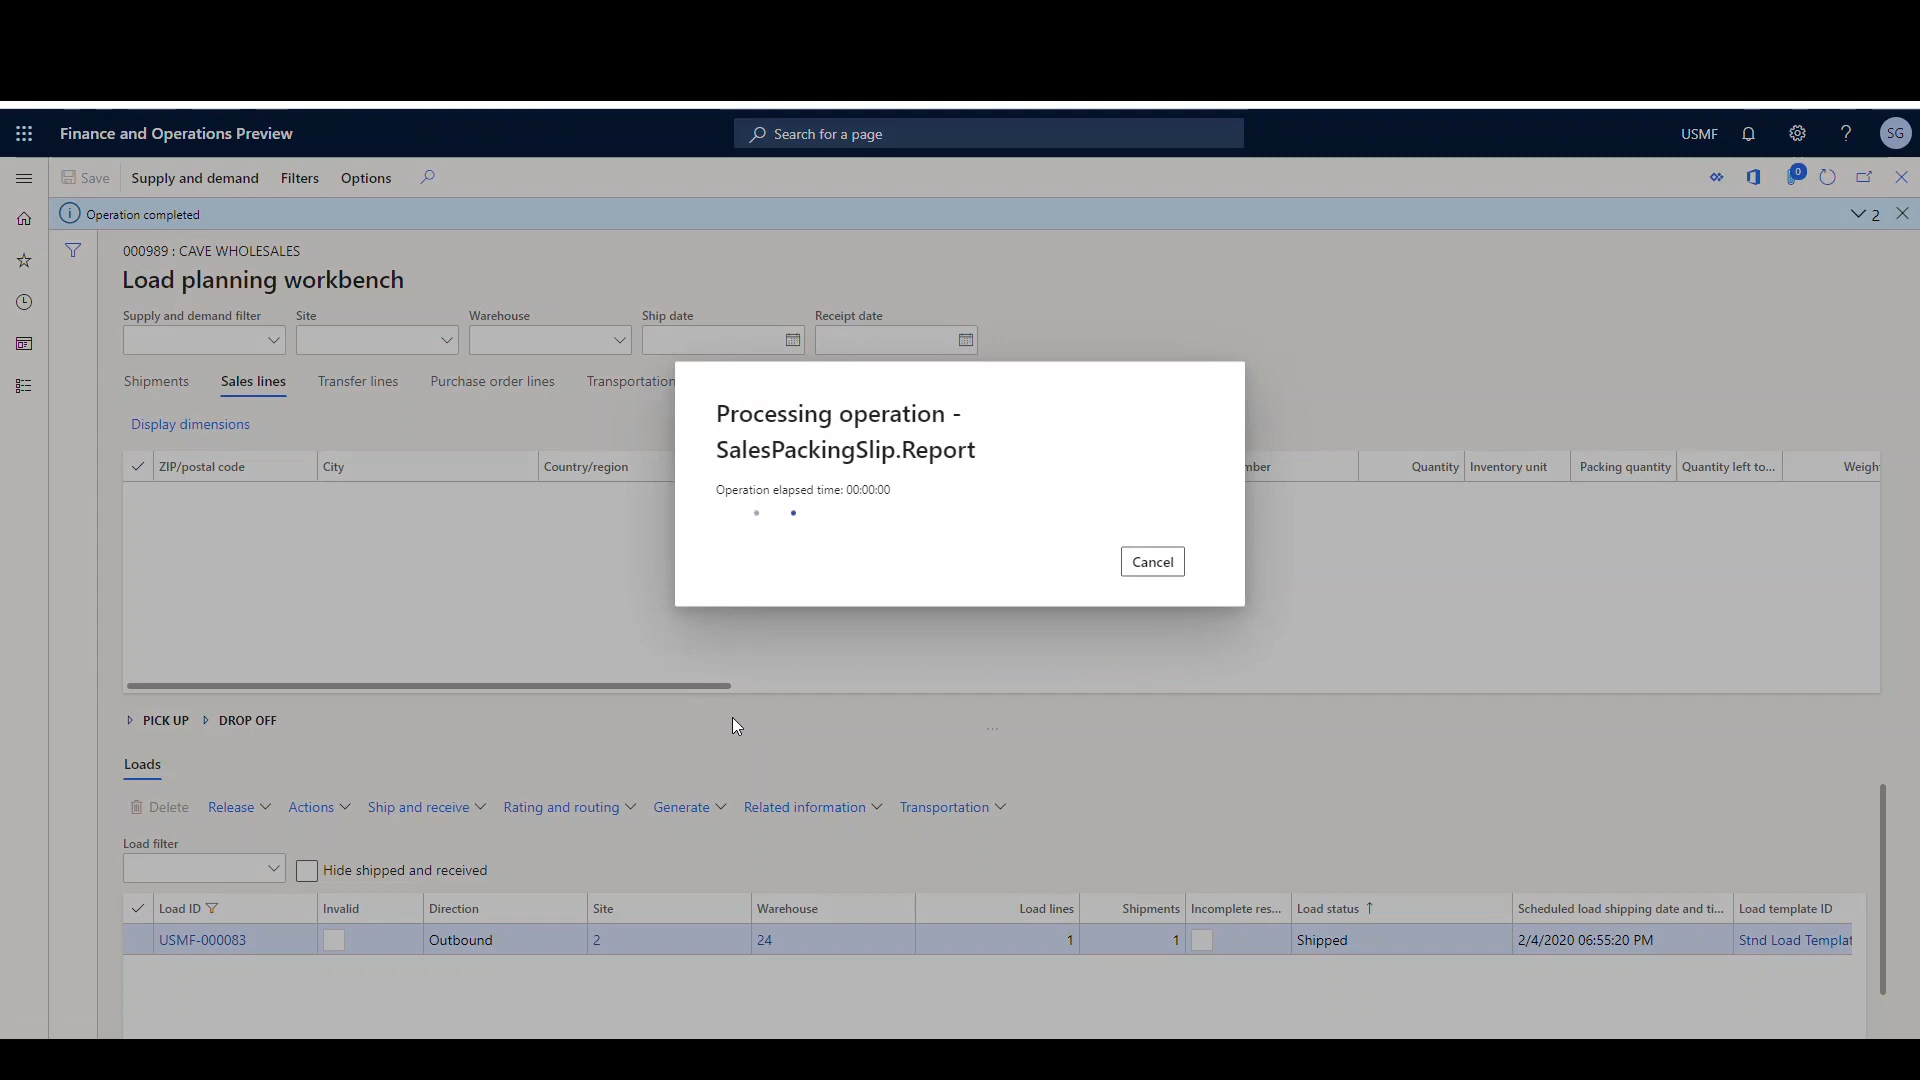 Finance and Operations Preview
Search for a page
USMF
SG
Save
Supply and demand
Filters
Options
0
Operation completed
2
000989 : CAVE WHOLESALES
Load planning workbench
Supply and demand filter
Site
Warehouse
Ship date
Receipt date
Shipments
Sales lines
Transfer lines
Purchase order lines
Transportation
Display dimensions
ZIP/postal code
City
Country/region
mber
Quantity
Inventory unit
Packing quantity
Quantity left to...
Weigh
Processing operation -
SalesPackingSlip.Report
Operation elapsed time: 00:00:00
Cancel
PICK UP
DROP OFF
...
Loads
Delete
Release
Actions
Ship and receive
Rating and routing
Generate
Related information
Transportation
Load filter
Hide shipped and received
Load ID
Invalid
Direction
Site
Warehouse
Load lines
Shipments
Incomplete res...
Load status
Scheduled load shipping date and ti...
Load template ID
USMF-000083
Outbound
2
24
1
1
Shipped
2/4/2020 06:55:20 PM
Stnd Load Templat